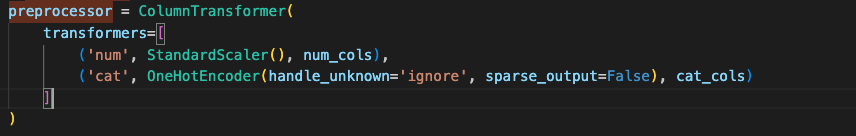 preprocessor = ColumnTransformer(
    transformers=[
        ('num', StandardScaler(), num_cols),
        ('cat', OneHotEncoder(handle_unknown='ignore', sparse_output=False), cat_cols)
    ]
)